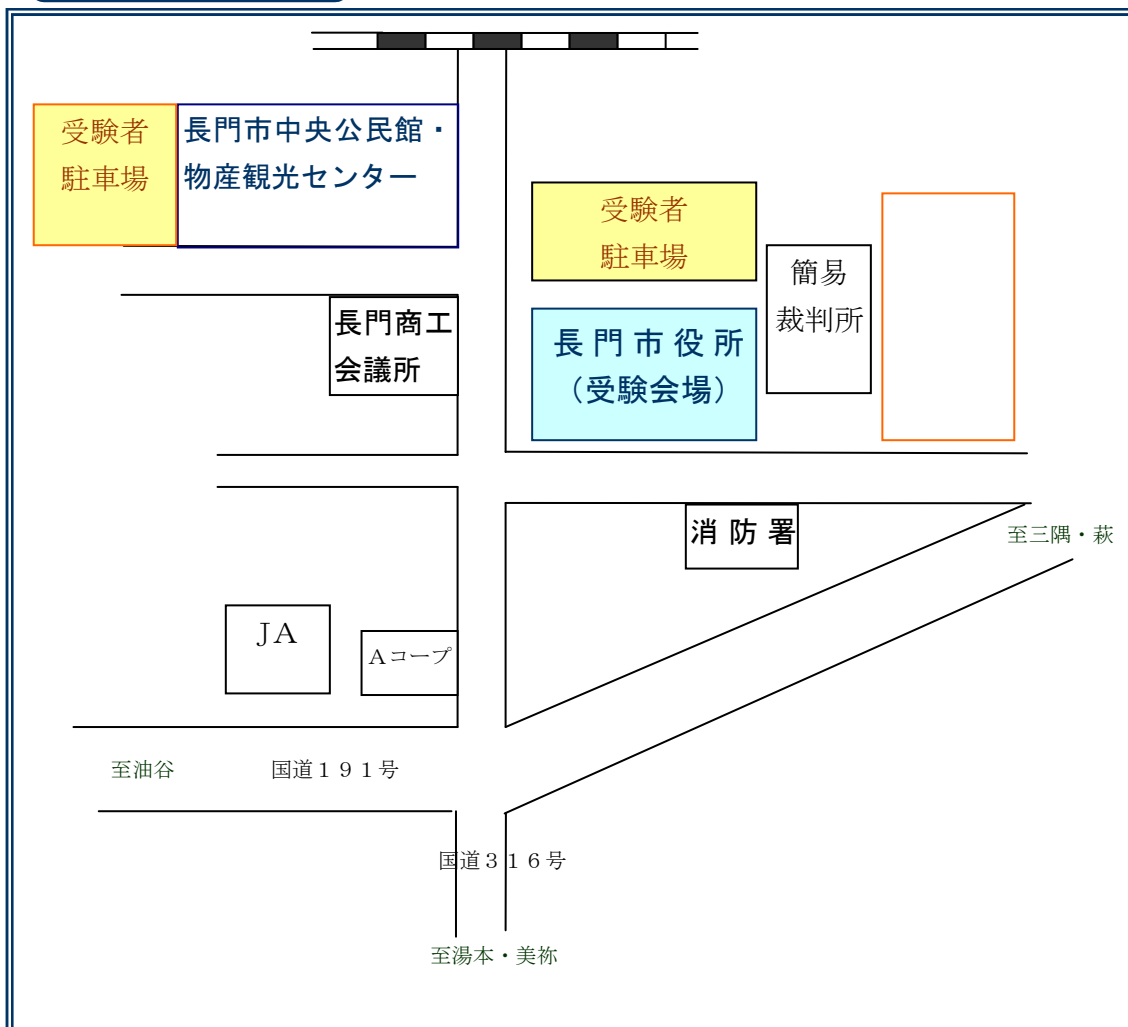 受験者
駐車場
長門市中央公民館・
物産観光センター
受験者
駐車場
簡易
裁判所
長門商工
会議所
長門市役所
（受験会場）
消防署
至三隅・萩
JA
Aコープ
至油谷
国道１９１号
国道３１６号
至湯本・美祢